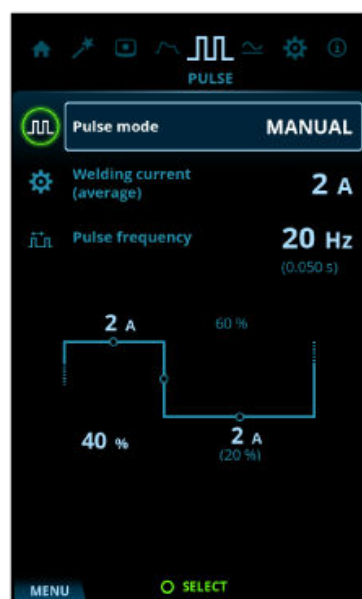 PULSE
Pulse mode MANUAL
Welding current
(average) 2 A
Pulse frequency 20 Hz
(0.050 s)
2 A 60 %
40 % 2 A
(20 %)
MENU SELECT